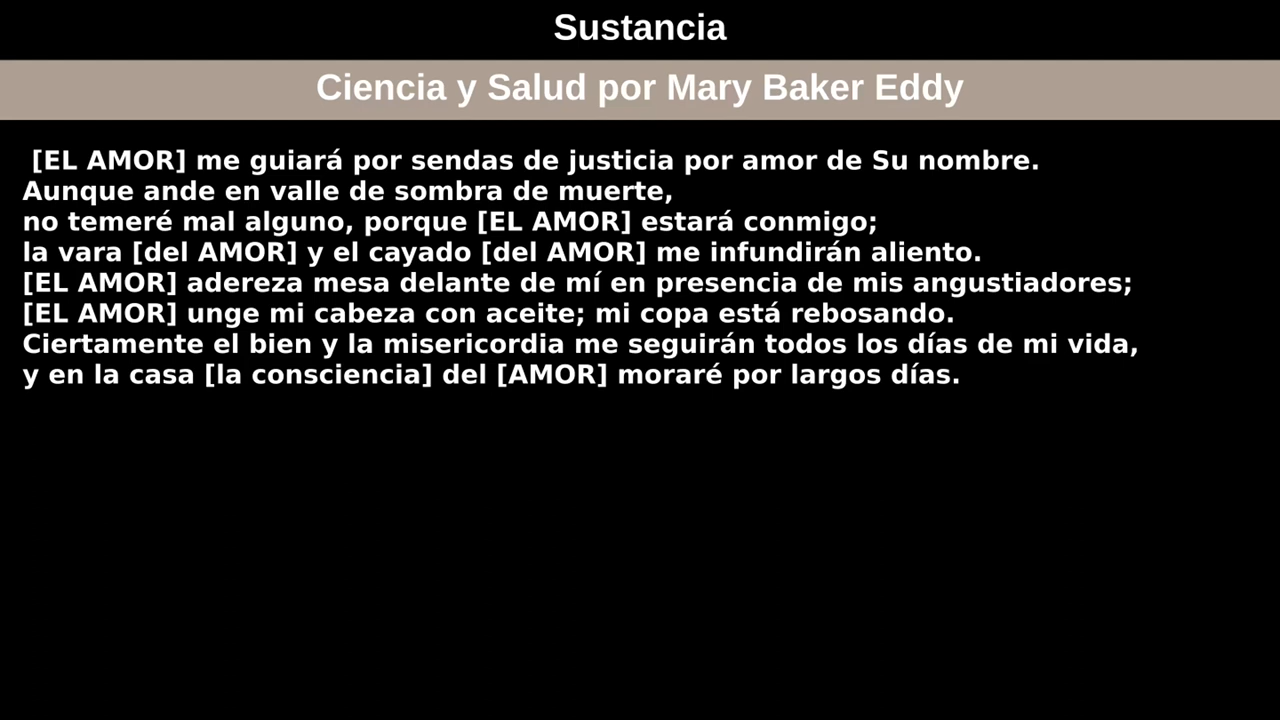 Sustancia
Ciencia y Salud por Mary Baker Eddy
[EL AMOR] me guiará por sendas de justicia por amor de Su nombre.
Aunque ande en valle de sombra de muerte,
no temeré mal alguno, porque [EL AMOR] estará conmigo;
la vara [del AMOR] y el cayado [del AMOR] me infundirán aliento.
[EL AMOR] adereza mesa delante de mí en presencia de mis angustiadores;
[EL AMOR] unge mi cabeza con aceite; mi copa está rebosando.
Ciertamente el bien y la misericordia me seguirán todos los días de mi vida,
y en la casa [la consciencia] del [AMOR] moraré por largos días.